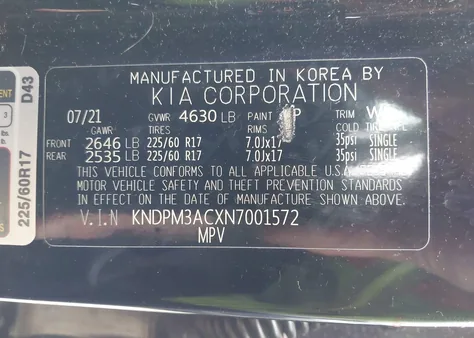 MANUFACTURED IN KOREA BY
KIA CORPORATION
07/21 GVWR 4630 LB PAINT P TRIM
GAWR TIRES RIMS COLD TIRE
FRONT 2646 LB 225/60 R17 7.0Jx17 35psi SINGLE
REAR 2535 LB 225/60 R17 7.0Jx17 35psi SINGLE
THIS VEHICLE CONFORMS TO ALL APPLICABLE U.S.
MOTOR VEHICLE SAFETY AND THEFT PREVENTION STANDARDS
IN EFFECT ON THE DATE OF MANUFACTURE SHOWN ABOVE.
V.I.N KNDPM3ACXN7001572
MPV
D43
225/60R17
3